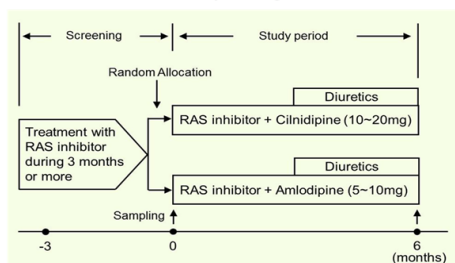 Screening
Study period
Random Allocation
Diuretics
RAS inhibitor + Cilnidipine (10~20mg)
Treatment with
RAS inhibitor
during 3 months
or more
Diuretics
RAS inhibitor + Amlodipine (5~10mg)
Sampling
-3
0
6
(months)